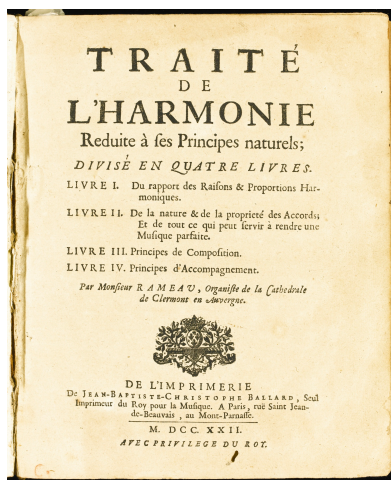 TRAITÉ
DE
L'HARMONIE
Reduite à ſes Principes naturels;
DIVISÉ EN QUATRE LIVRES.
LIVRE I. Du rapport des Raiſons & Proportions Har-
moniques.
LIVRE II. De la nature & de la proprieté des Accords;
Et de tout ce qui peut ſervir à rendre une
Muſique parfaite.
LIVRE III. Principes de Compoſition.
LIVRE IV. Principes d'Accompagnement.
Par Monſieur RAMEAU, Organiſte de la Cathedrale
de Clermont en Auvergne.
DE L'IMPRIMERIE
De JEAN-BAPTISTE-CHRISTOPHE BALLARD, Seul
Imprimeur du Roy pour la Muſique. A Paris, ruë Saint Jean-
de-Beauvais, au Mont-Parnaſſe.
M. DCC. XXII.
AVEC PRIVILEGE DU ROY.